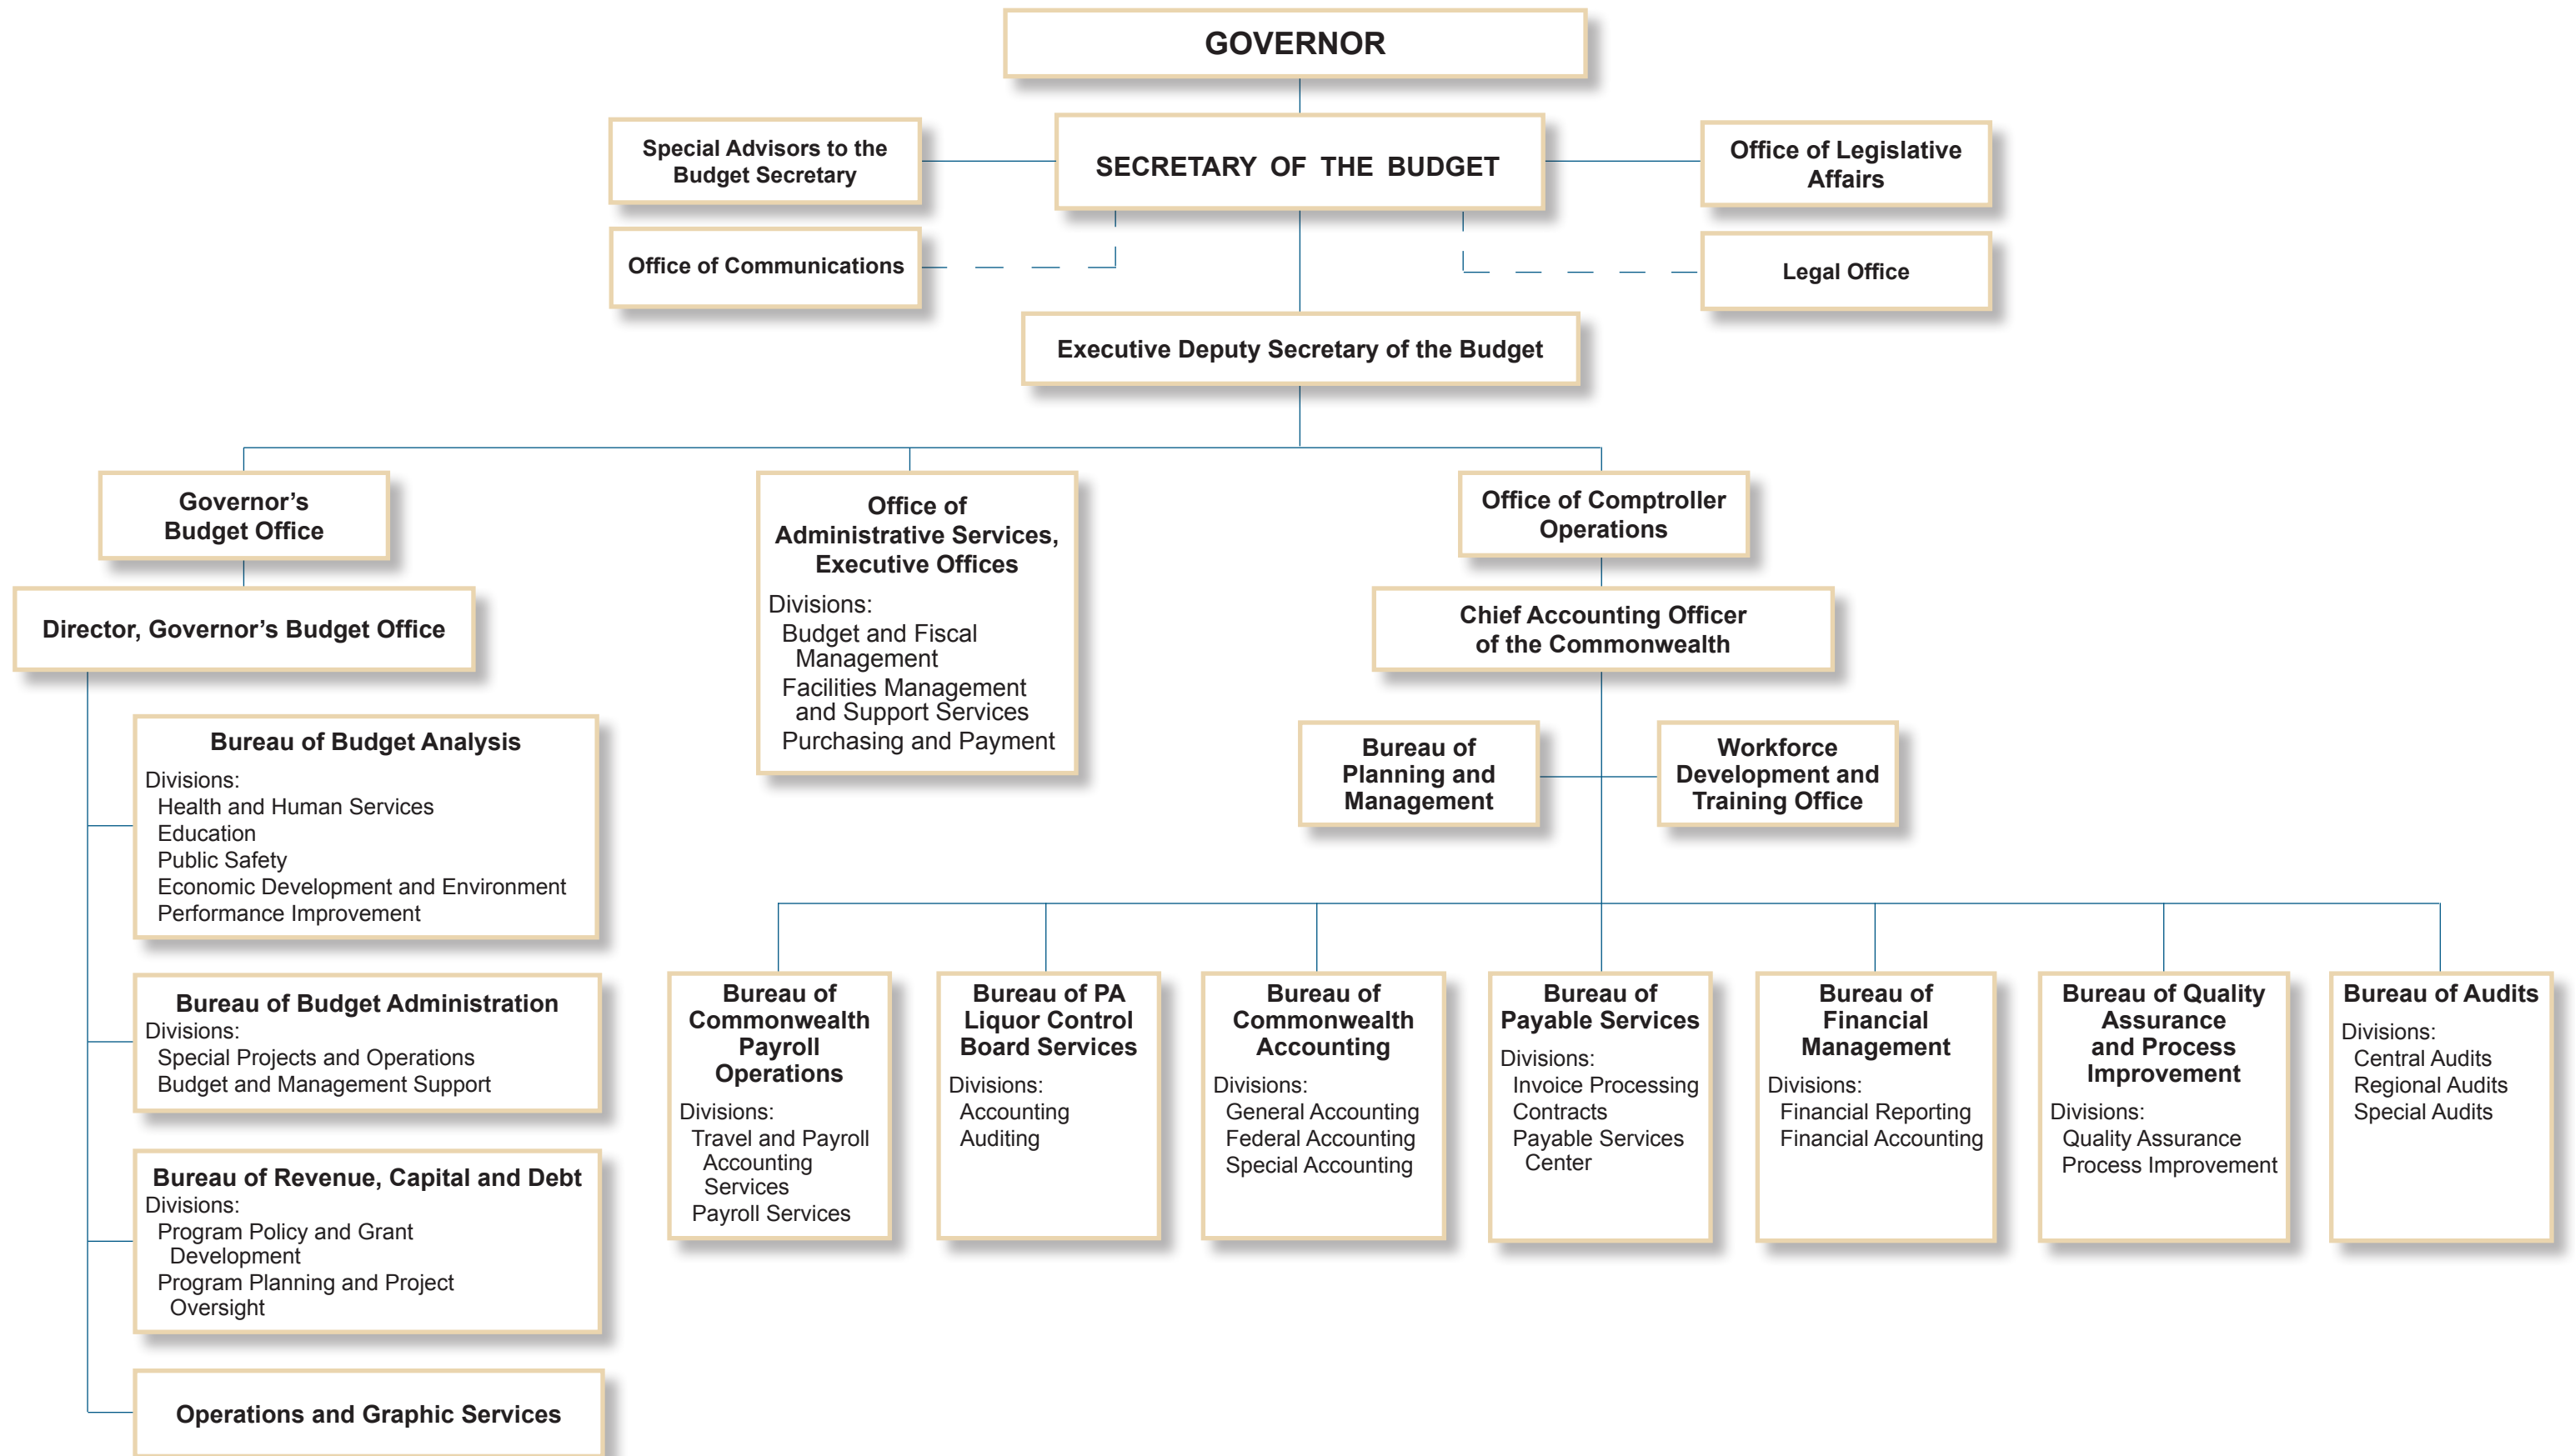 GOVERNOR
Special Advisors to the
Budget Secretary
SECRETARY OF THE BUDGET
Office of Legislative
Affairs
Office of Communications
Legal Office
Executive Deputy Secretary of the Budget
Governor’s
Budget Office
Director, Governor’s Budget Office
Bureau of Budget Analysis
Divisions:
Health and Human Services
Education
Public Safety
Economic Development and Environment
Performance Improvement
Bureau of Budget Administration
Divisions:
Special Projects and Operations
Budget and Management Support
Bureau of Revenue, Capital and Debt
Divisions:
Program Policy and Grant
Development
Program Planning and Project
Oversight
Operations and Graphic Services
Office of
Administrative Services,
Executive Offices
Divisions:
Budget and Fiscal
Management
Facilities Management
and Support Services
Purchasing and Payment
Office of Comptroller
Operations
Chief Accounting Officer
of the Commonwealth
Bureau of
Planning and
Management
Workforce
Development and
Training Office
Bureau of
Commonwealth
Payroll
Operations
Divisions:
Travel and Payroll
Accounting
Services
Payroll Services
Bureau of PA
Liquor Control
Board Services
Divisions:
Accounting
Auditing
Bureau of
Commonwealth
Accounting
Divisions:
General Accounting
Federal Accounting
Special Accounting
Bureau of
Payable Services
Divisions:
Invoice Processing
Contracts
Payable Services
Center
Bureau of
Financial
Management
Divisions:
Financial Reporting
Financial Accounting
Bureau of Quality
Assurance
and Process
Improvement
Divisions:
Quality Assurance
Process Improvement
Bureau of Audits
Divisions:
Central Audits
Regional Audits
Special Audits